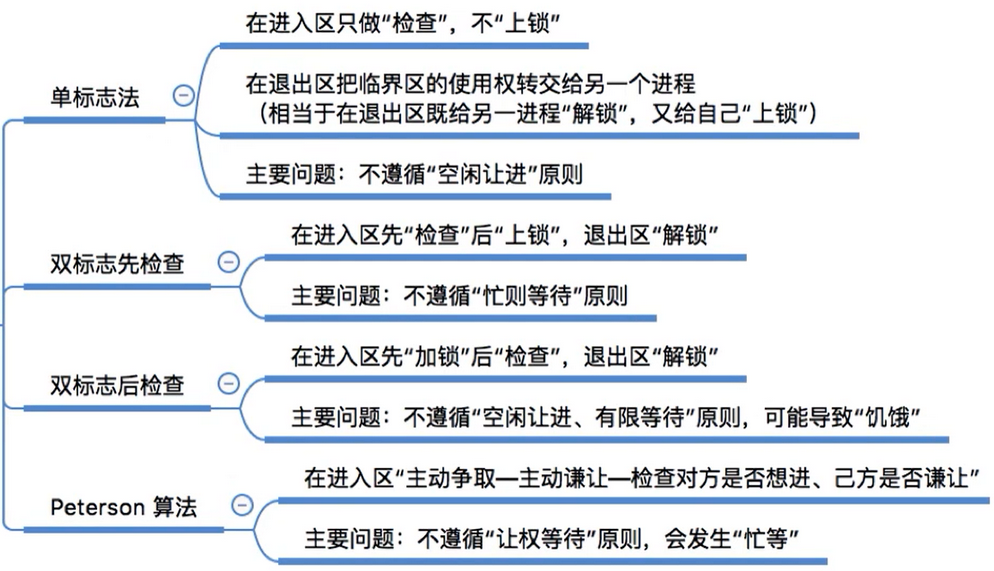 单标志法
在进入区只做“检查”，不“上锁”
在退出区把临界区的使用权转交给另一个进程
（相当于在退出区既给另一进程“解锁”，又给自己“上锁”）
主要问题：不遵循“空闲让进”原则
双标志先检查
在进入区先“检查”后“上锁”，退出区“解锁”
主要问题：不遵循“忙则等待”原则
双标志后检查
在进入区先“加锁”后“检查”，退出区“解锁”
主要问题：不遵循“空闲让进、有限等待”原则，可能导致“饥饿”
Peterson 算法
在进入区“主动争取—主动谦让—检查对方是否想进、己方是否谦让”
主要问题：不遵循“让权等待”原则，会发生“忙等”